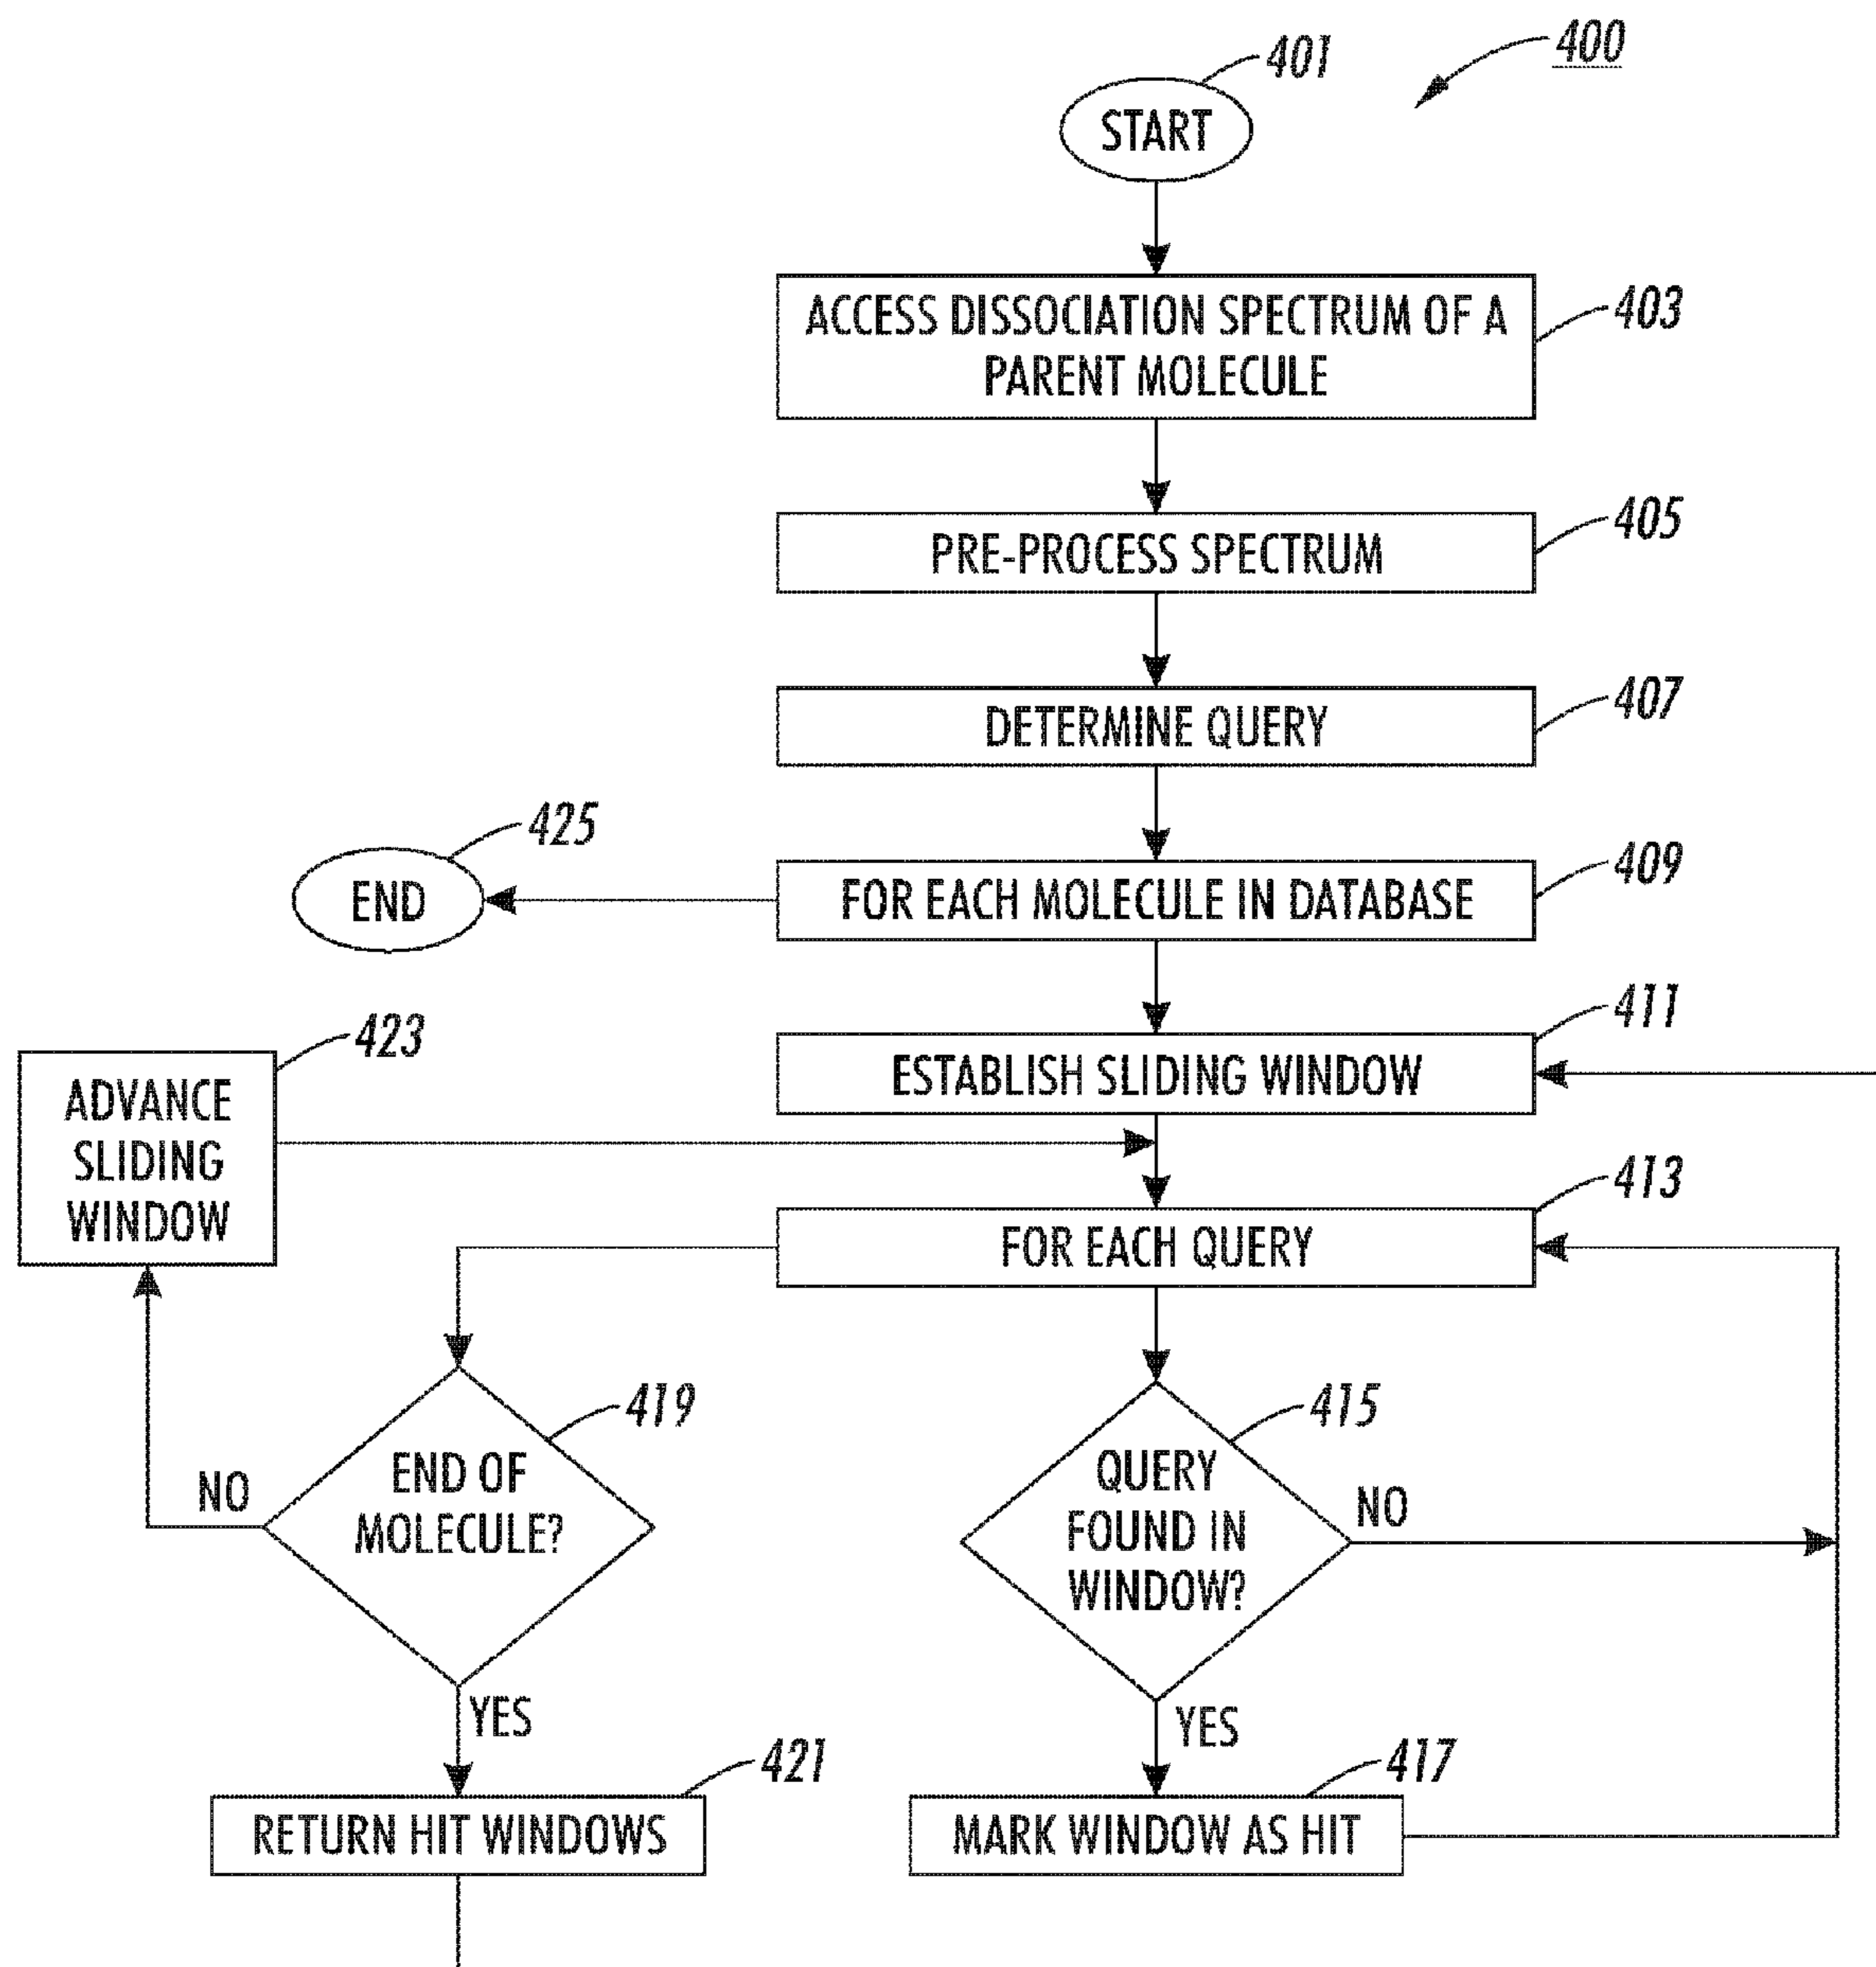 400
401
START
ACCESS DISSOCIATION SPECTRUM OF A
PARENT MOLECULE
403
PRE-PROCESS SPECTRUM
405
DETERMINE QUERY
407
425
END
FOR EACH MOLECULE IN DATABASE
409
423
ADVANCE
SLIDING
WINDOW
ESTABLISH SLIDING WINDOW
411
FOR EACH QUERY
413
419
END OF
MOLECULE?
NO
YES
415
QUERY
FOUND IN
WINDOW?
NO
YES
421
RETURN HIT WINDOWS
417
MARK WINDOW AS HIT